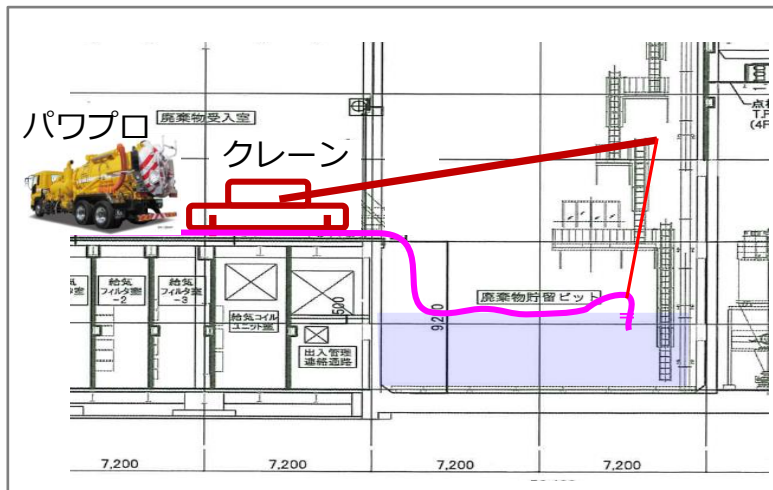 パワプロ
廃棄物受入室
クレーン
点検
T.P
(4F
給気
フィルタ室
-2
給気
フィルタ室
-3
給気コイル
ユニット室
500
出入管理
連絡通路
廃棄物貯留ピット
7,200
7,200
7,200
7,200